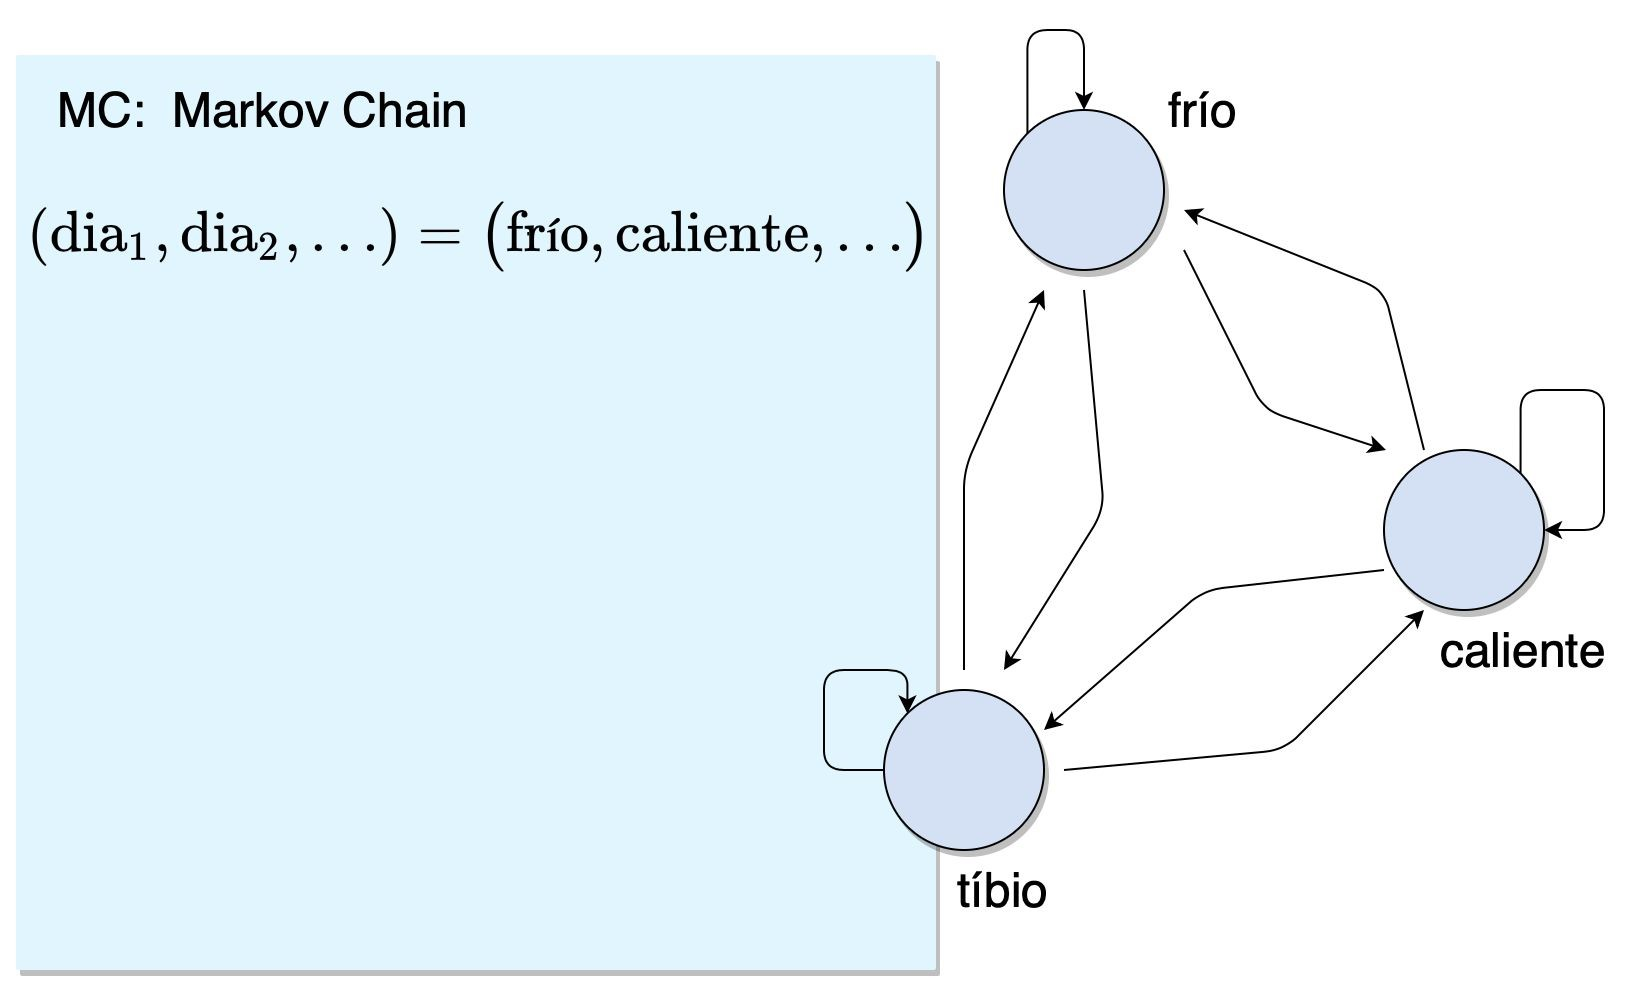 MC: Markov Chain
(dia₁, dia₂, …) = (frío, caliente, …)
frío
caliente
tíbio